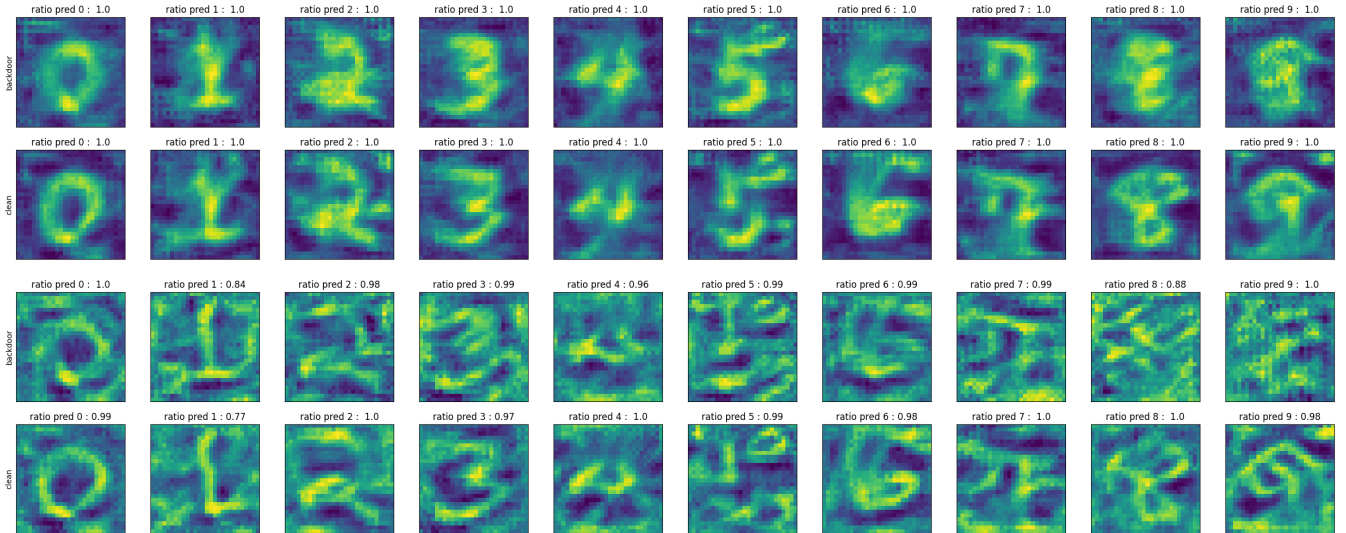 ratio pred 0 : 1.0 ratio pred 1 : 1.0 ratio pred 2 : 1.0 ratio pred 3 : 1.0 ratio pred 4 : 1.0 ratio pred 5 : 1.0 ratio pred 6 : 1.0 ratio pred 7 : 1.0 ratio pred 8 : 1.0 ratio pred 9 : 1.0
backdoor
ratio pred 0 : 1.0 ratio pred 1 : 1.0 ratio pred 2 : 1.0 ratio pred 3 : 1.0 ratio pred 4 : 1.0 ratio pred 5 : 1.0 ratio pred 6 : 1.0 ratio pred 7 : 1.0 ratio pred 8 : 1.0 ratio pred 9 : 1.0
clean
ratio pred 0 : 1.0 ratio pred 1 : 0.84 ratio pred 2 : 0.98 ratio pred 3 : 0.99 ratio pred 4 : 0.96 ratio pred 5 : 0.99 ratio pred 6 : 0.99 ratio pred 7 : 0.99 ratio pred 8 : 0.88 ratio pred 9 : 1.0
backdoor
ratio pred 0 : 0.99 ratio pred 1 : 0.77 ratio pred 2 : 1.0 ratio pred 3 : 0.97 ratio pred 4 : 1.0 ratio pred 5 : 0.99 ratio pred 6 : 0.98 ratio pred 7 : 1.0 ratio pred 8 : 1.0 ratio pred 9 : 0.98
clean